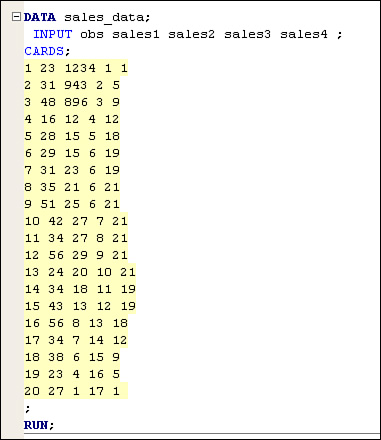 DATA sales_data;
INPUT obs sales1 sales2 sales3 sales4 ;
CARDS;
1 23 1234 1 1
2 31 943 2 5
3 48 896 3 9
4 16 12 4 12
5 28 15 5 18
6 29 15 6 19
7 31 23 6 19
8 35 21 6 21
9 51 25 6 21
10 42 27 7 21
11 34 27 8 21
12 56 29 9 21
13 24 20 10 21
14 34 18 11 19
15 43 13 12 19
16 56 8 13 18
17 34 7 14 12
18 38 6 15 9
19 23 4 16 5
20 27 1 17 1
;
RUN;